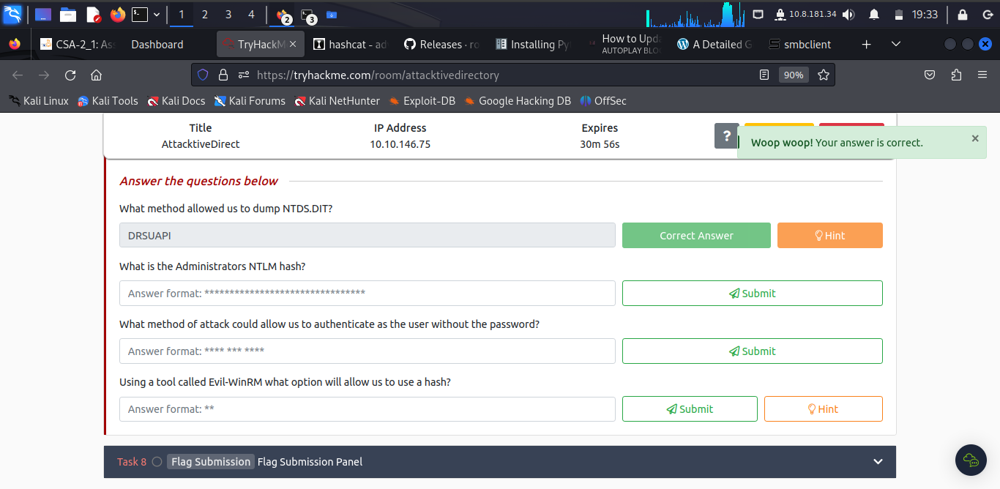 1 2 3 4 2 3 10.8.181.34 19:33
CSA-2_1: Ass Dashboard TryHackM hashcat - ad Releases · ro Installing Py How to Upda A Detailed G smbclient
AUTOPLAY BLOC
https://tryhackme.com/room/attacktivedirectory 90%
Kali Linux Kali Tools Kali Docs Kali Forums Kali NetHunter Exploit-DB Google Hacking DB OffSec
Title IP Address Expires
AttacktiveDirect 10.10.146.75 30m 56s ?
Woop woop! Your answer is correct. ×
Answer the questions below
What method allowed us to dump NTDS.DIT?
DRSUAPI Correct Answer Hint
What is the Administrators NTLM hash?
Answer format: ******************************** Submit
What method of attack could allow us to authenticate as the user without the password?
Answer format: **** *** **** Submit
Using a tool called Evil-WinRM what option will allow us to use a hash?
Answer format: ** Submit Hint
Task 8 Flag Submission Flag Submission Panel